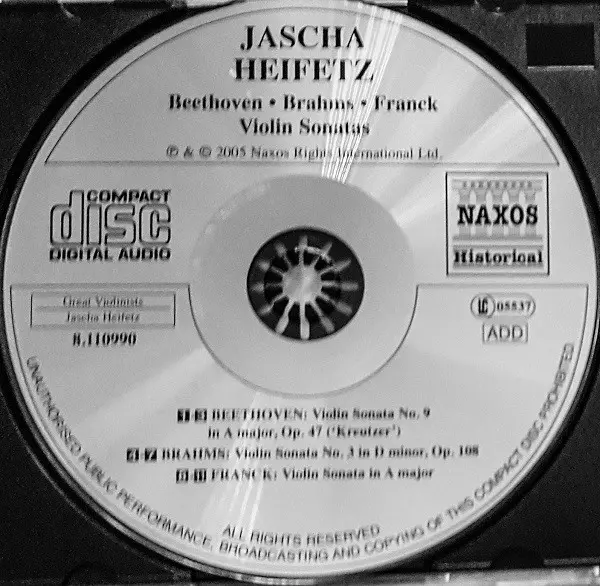 JASCHA
HEIFETZ
Beethoven • Brahms • Franck
Violin Sonatas
℗ & © 2005 Naxos Rights International Ltd.
COMPACT
disc
DIGITAL AUDIO
NAXOS
Historical
Great Violinists
Jascha Heifetz
8.110990
LC 05537
ADD
1-3 BEETHOVEN: Violin Sonata No. 9
in A major, Op. 47 ('Kreutzer')
4-7 BRAHMS: Violin Sonata No. 3 in D minor, Op. 108
8-11 FRANCK: Violin Sonata in A major
ALL RIGHTS RESERVED
UNAUTHORISED PUBLIC PERFORMANCE, BROADCASTING AND COPYING OF THIS COMPACT DISC PROHIBITED